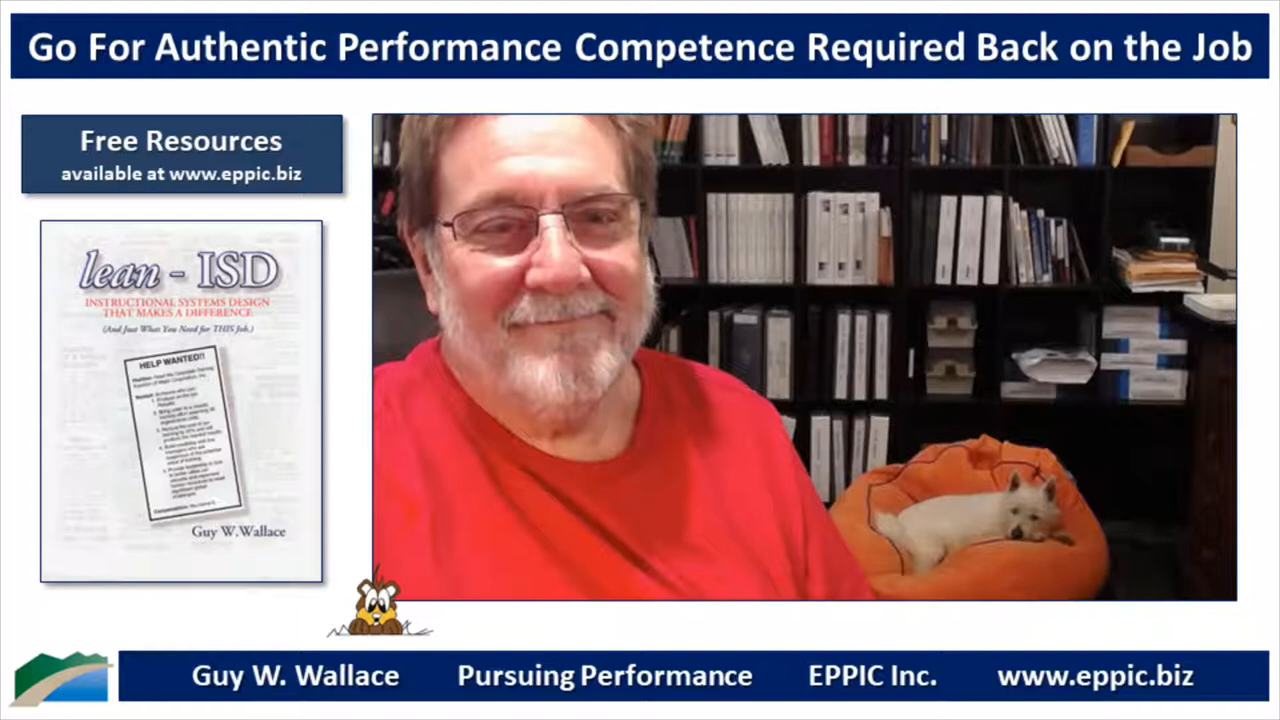 Go For Authentic Performance Competence Required Back on the Job
Free Resources
available at www.eppic.biz
lean - ISD
INSTRUCTIONAL SYSTEMS DESIGN
THAT MAKES A DIFFERENCE
(And Just What You Need for THIS Job.)
HELP WANTED!!
Guy W.Wallace
Guy W. Wallace Pursuing Performance EPPIC Inc. www.eppic.biz